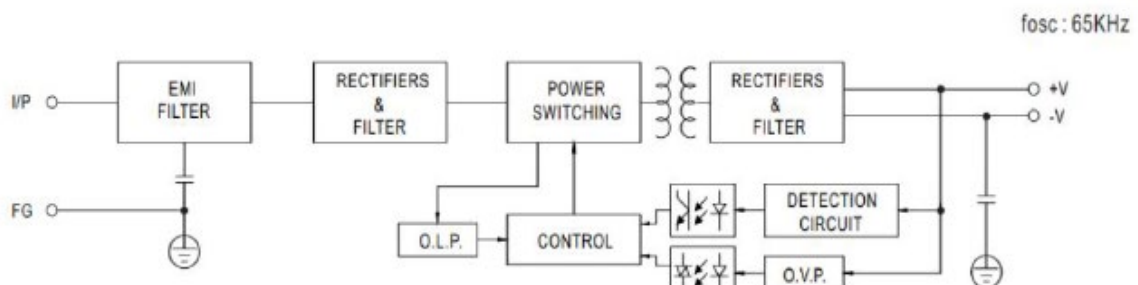 fosc : 65KHz
I/P
EMI
FILTER
RECTIFIERS
&
FILTER
POWER
SWITCHING
RECTIFIERS
&
FILTER
+V
-V
FG
O.L.P.
CONTROL
DETECTION
CIRCUIT
O.V.P.